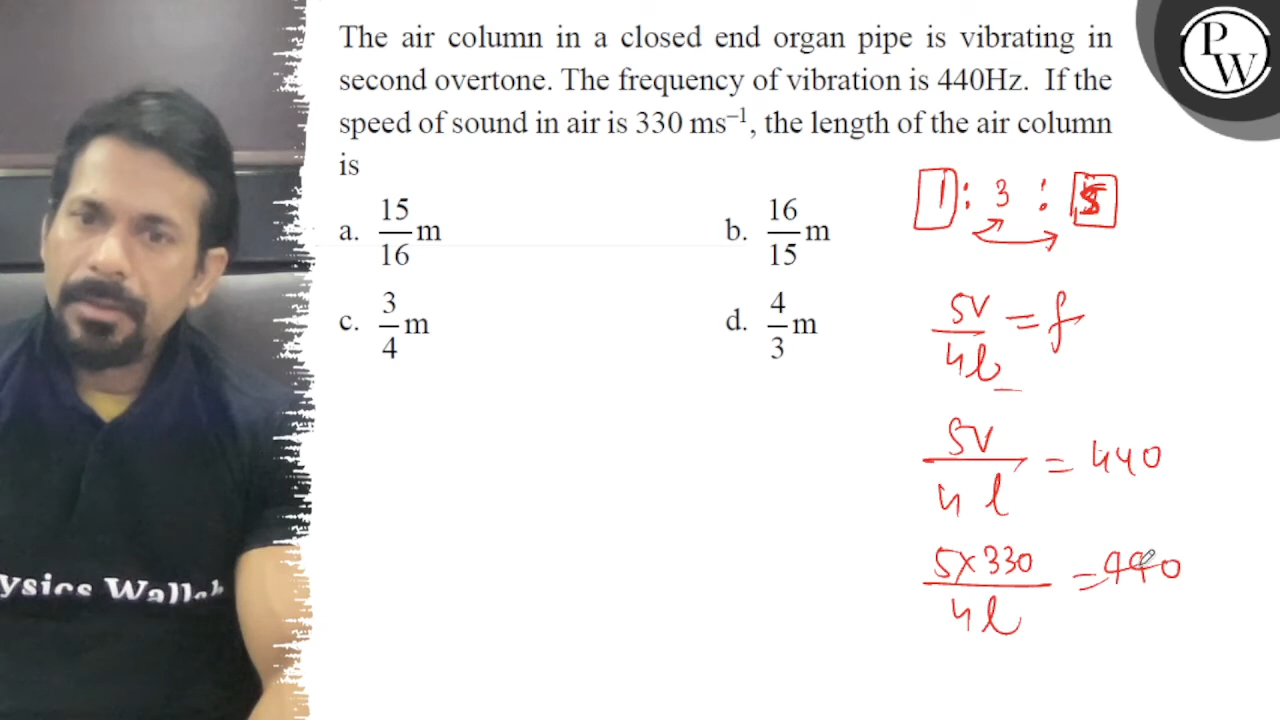 The air column in a closed end organ pipe is vibrating in
second overtone. The frequency of vibration is 440Hz. If the
speed of sound in air is 330 ms⁻¹, the length of the air column
is
a. 15/16 m
b. 16/15 m
c. 3/4 m
d. 4/3 m
1 : 3 : 5
5v/4l = f
5v/4l = 440
5×330/4l = 440
PW
ysics Wallah